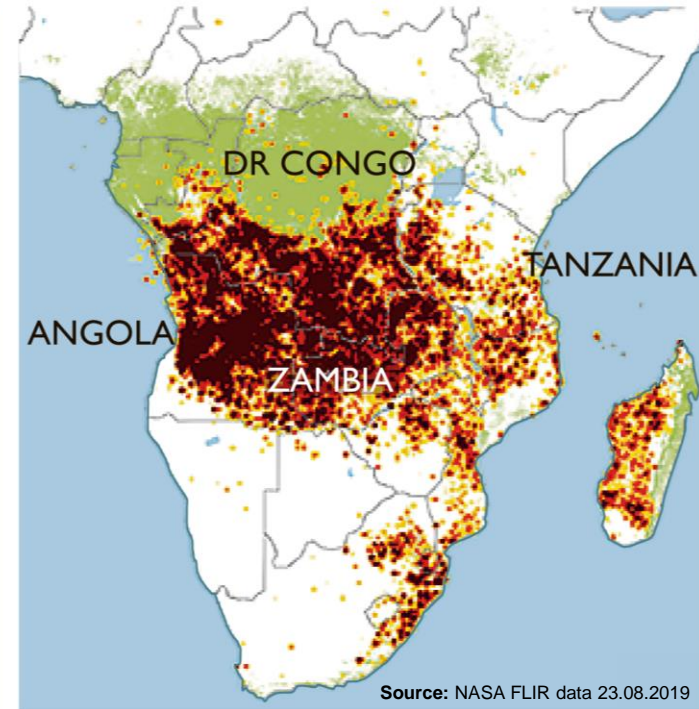 DR CONGO
TANZANIA
ANGOLA
ZAMBIA
Source: NASA FLIR data 23.08.2019